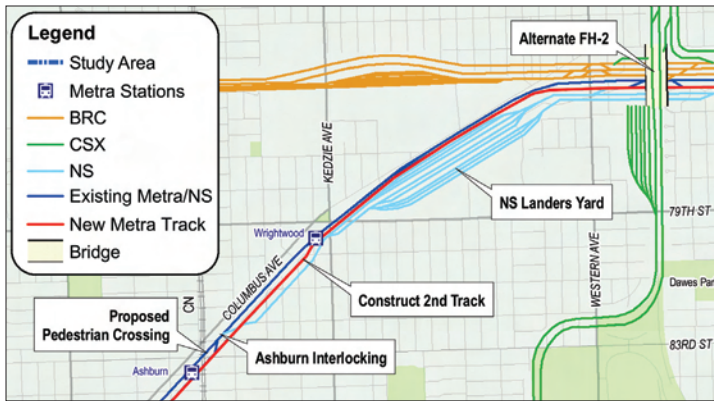 Legend
Study Area
Metra Stations
BRC
CSX
NS
Existing Metra/NS
New Metra Track
Bridge
Alternate FH-2
KEDZIE AVE
NS Landers Yard
79TH ST
Wrightwood
COLUMBUS AVE
WESTERN AVE
Construct 2nd Track
Dawes Par
CN
Proposed
Pedestrian Crossing
Ashburn Interlocking
83RD ST
Ashburn